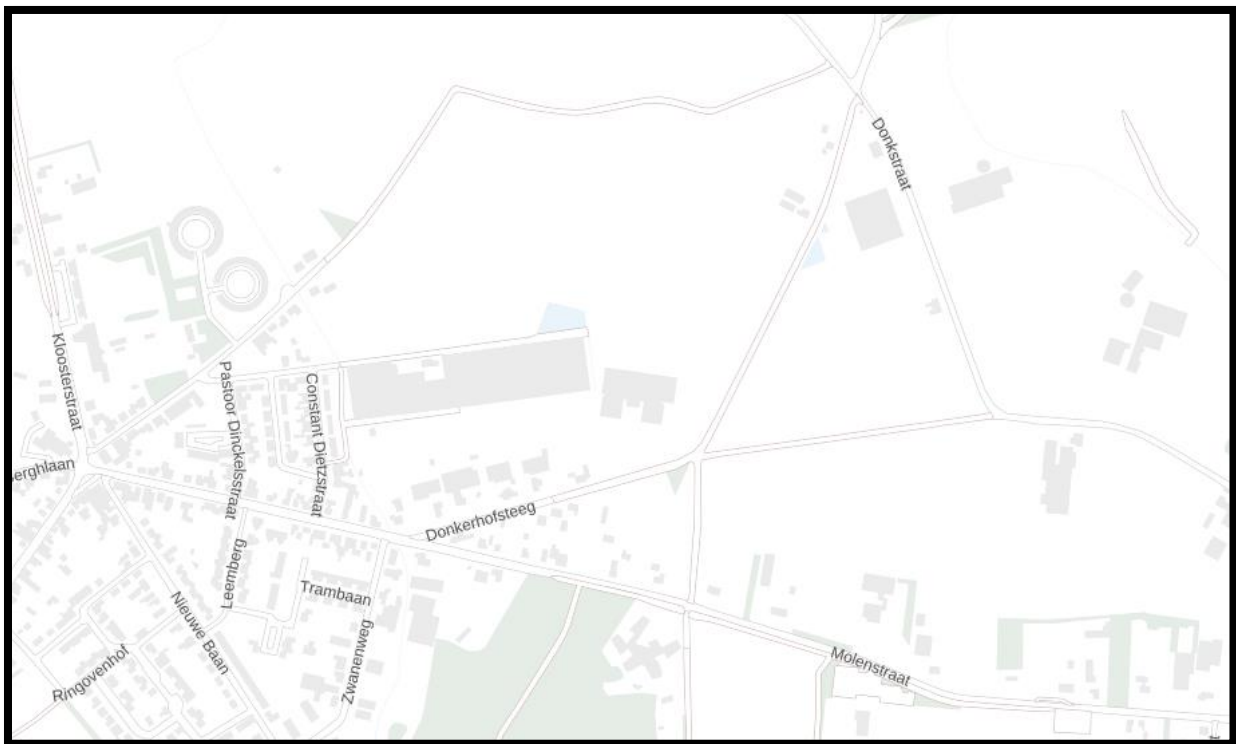 Donkstraat
Kloosterstraat
Pastoor Dinckelsstraat
Constant Dietzstraat
erghlaan
Donkerhofsteeg
Leemberg
Trambaan
Nieuwe Baan
Zwanenweg
Ringovenhof
Molenstraat